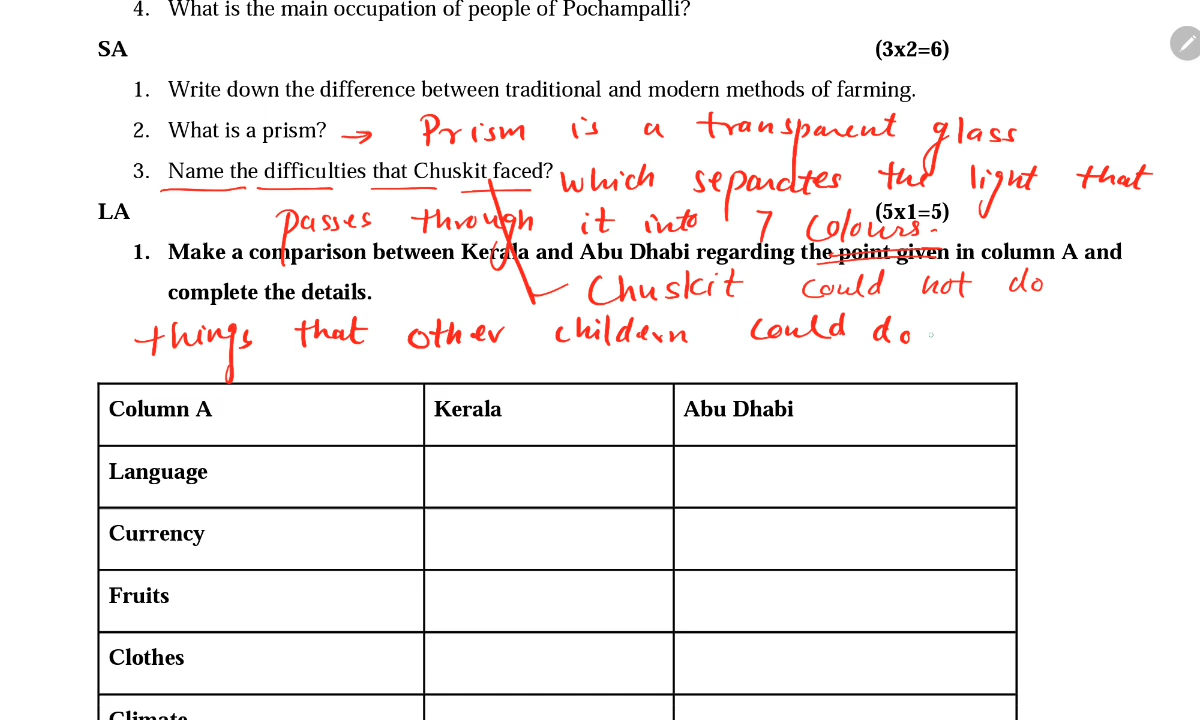 4. What is the main occupation of people of Pochampalli?
SA (3x2=6)
1. Write down the difference between traditional and modern methods of farming.
2. What is a prism? → Prism is a transparent glass
3. Name the difficulties that Chuskit faced? which separates the light that
LA (5x1=5)
passes through it into 7 colours.
1. Make a comparison between Kerala and Abu Dhabi regarding the point given in column A and
complete the details.
Chuskit could not do
things that other childern could do.
Column A Kerala Abu Dhabi
Language
Currency
Fruits
Clothes
Climate